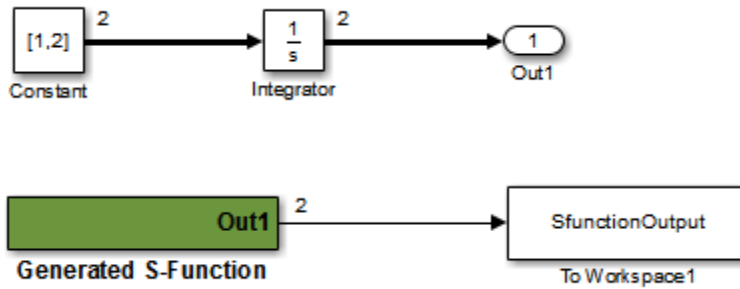 2
2
[1,2]
1
s
1
Constant
Integrator
Out1
Out1
2
SfunctionOutput
Generated S-Function
To Workspace1